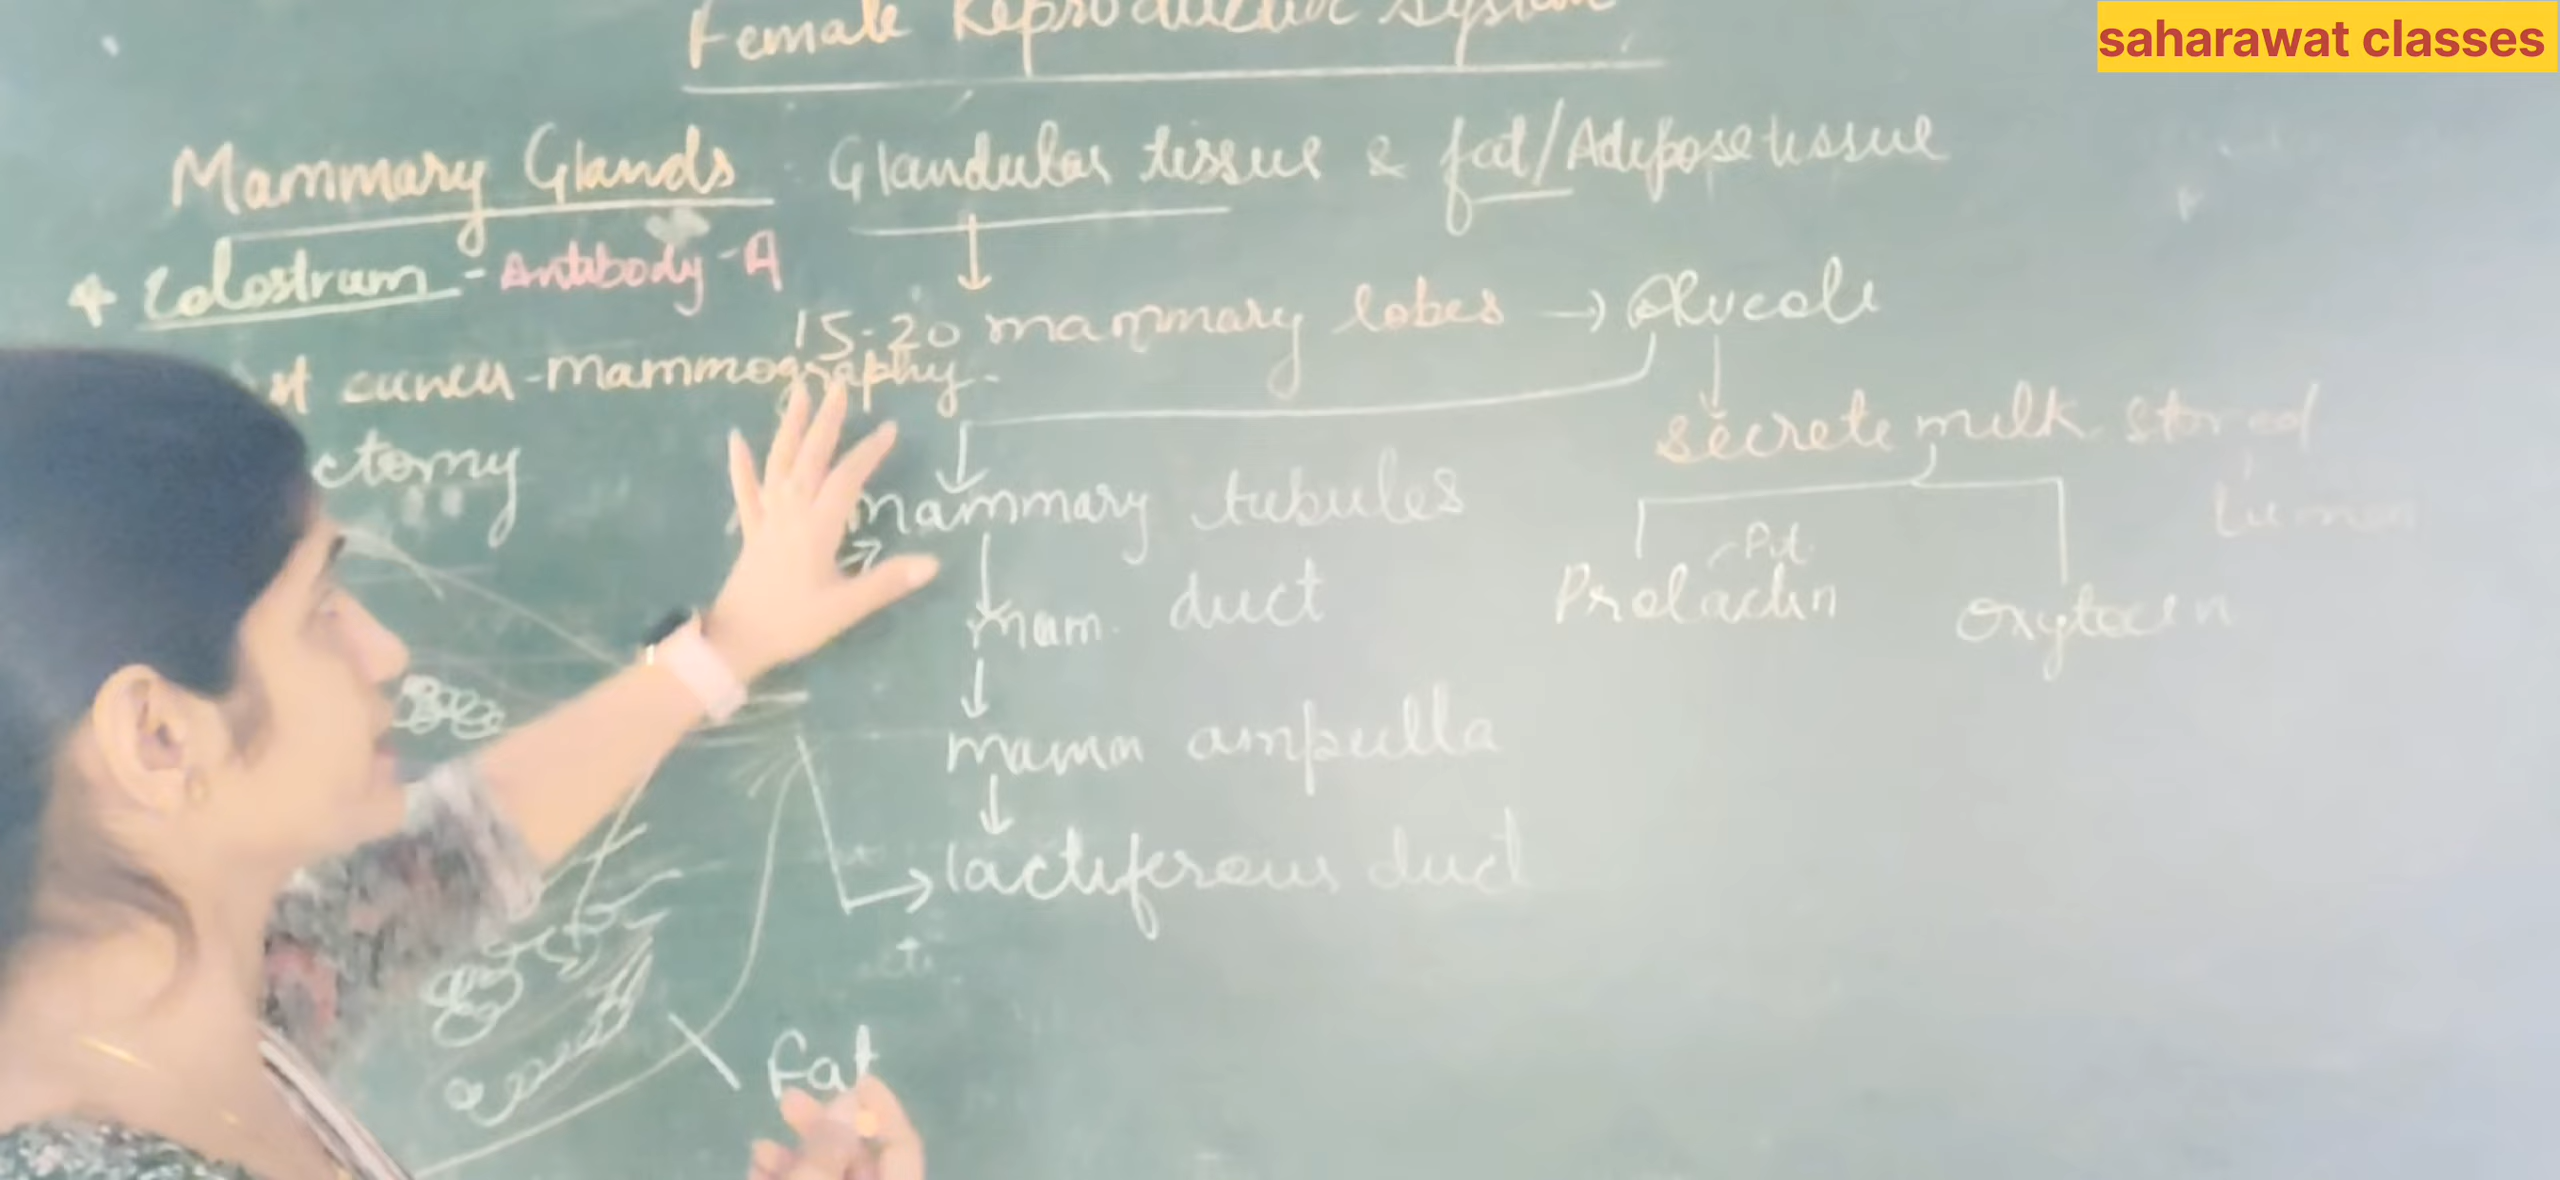 Female Reproductive System
saharawat classes
Mammary Glands
Glandular tissue & fat/Adipose tissue
Colostrum - Antibody - A
15-20 mammary lobes → Alveoli
cancer - mammography
ctomy
secrete milk stored
Lumen
mammary tubules
Pit.
Prolactin
oxytocin
mam. duct
mamm ampulla
lactiferous duct
fat